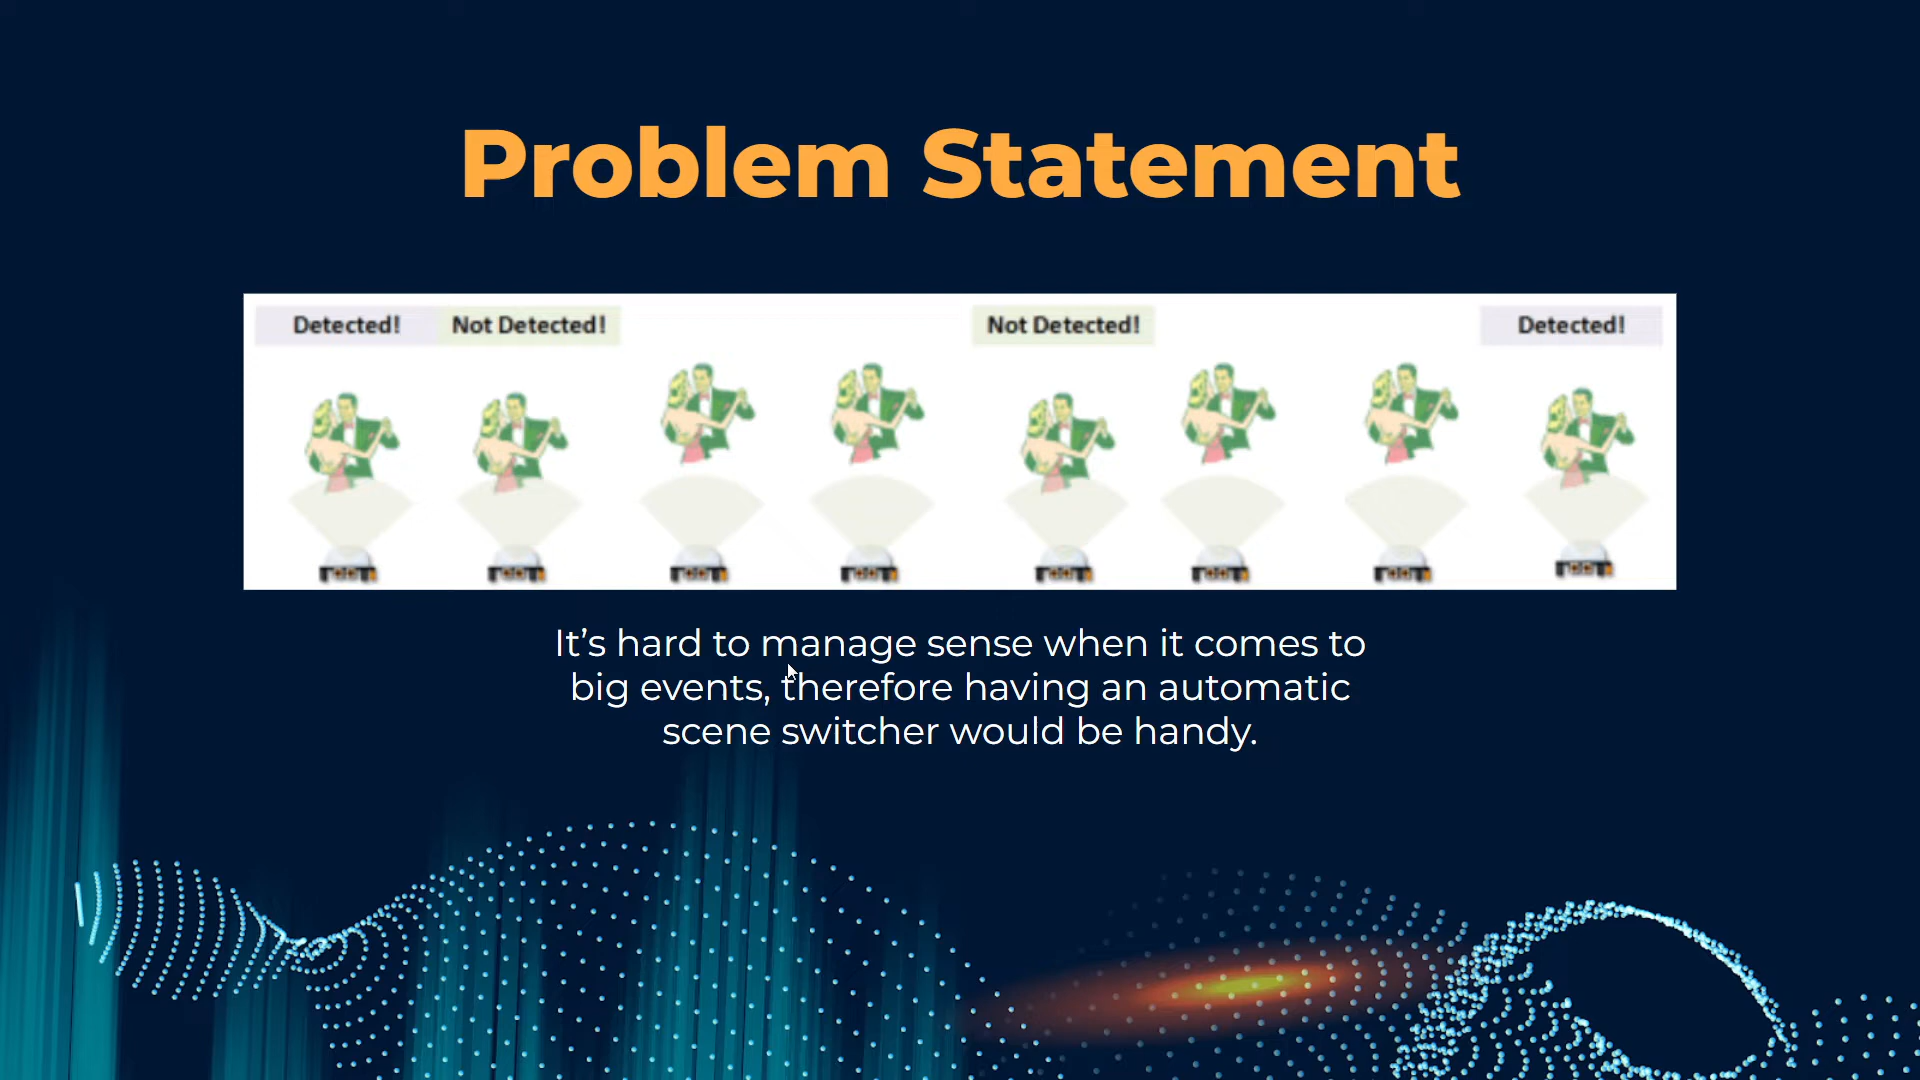 Problem Statement
Detected! Not Detected! Not Detected! Detected!
It’s hard to manage sense when it comes to
big events, therefore having an automatic
scene switcher would be handy.